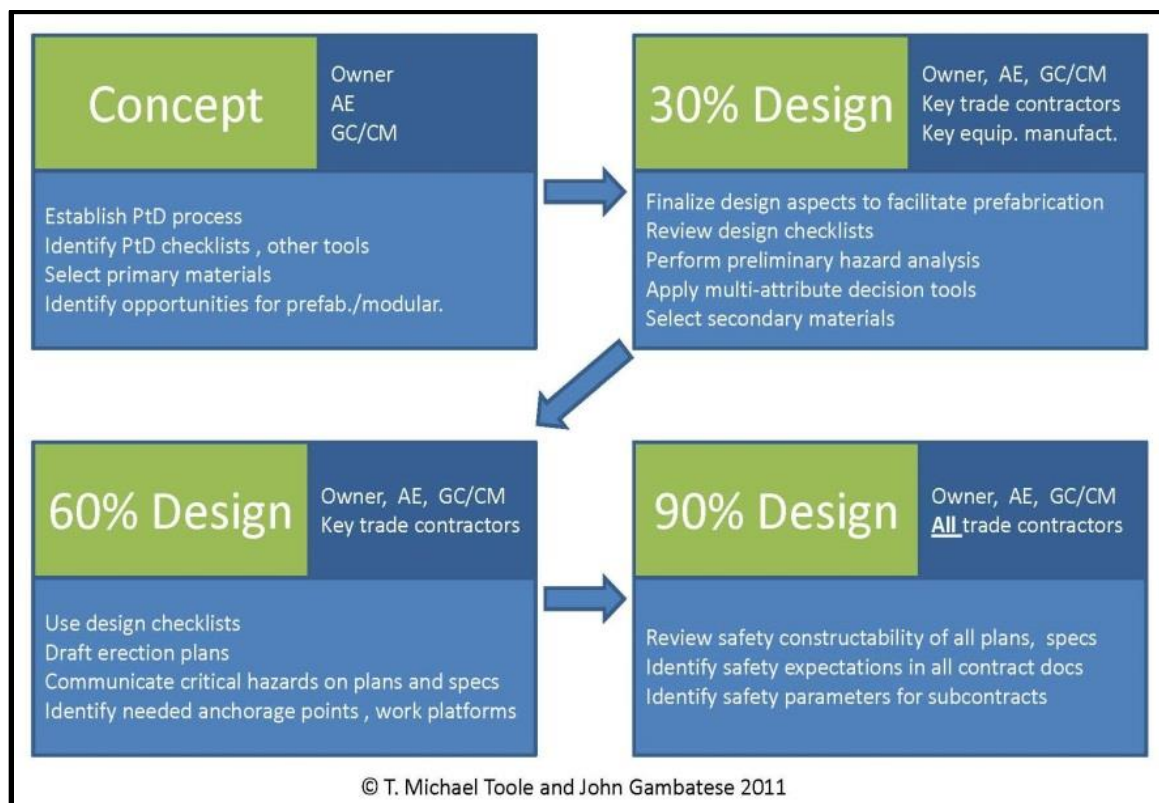 Concept
Owner
AE
GC/CM
Establish PtD process
Identify PtD checklists , other tools
Select primary materials
Identify opportunities for prefab./modular.
30% Design
Owner, AE, GC/CM
Key trade contractors
Key equip. manufact.
Finalize design aspects to facilitate prefabrication
Review design checklists
Perform preliminary hazard analysis
Apply multi-attribute decision tools
Select secondary materials
60% Design
Owner, AE, GC/CM
Key trade contractors
Use design checklists
Draft erection plans
Communicate critical hazards on plans and specs
Identify needed anchorage points , work platforms
90% Design
Owner, AE, GC/CM
All trade contractors
Review safety constructability of all plans, specs
Identify safety expectations in all contract docs
Identify safety parameters for subcontracts
© T. Michael Toole and John Gambatese 2011